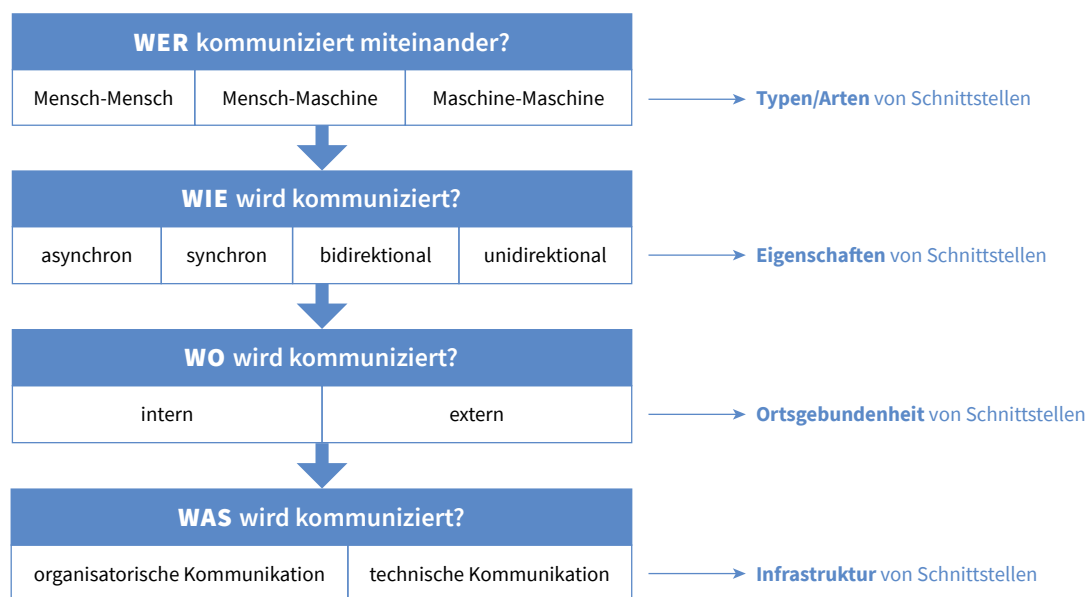 WER kommuniziert miteinander?
Mensch-Mensch Mensch-Maschine Maschine-Maschine
Typen/Arten von Schnittstellen
WIE wird kommuniziert?
asynchron synchron bidirektional unidirektional
Eigenschaften von Schnittstellen
WO wird kommuniziert?
intern extern
Ortsgebundenheit von Schnittstellen
WAS wird kommuniziert?
organisatorische Kommunikation technische Kommunikation
Infrastruktur von Schnittstellen